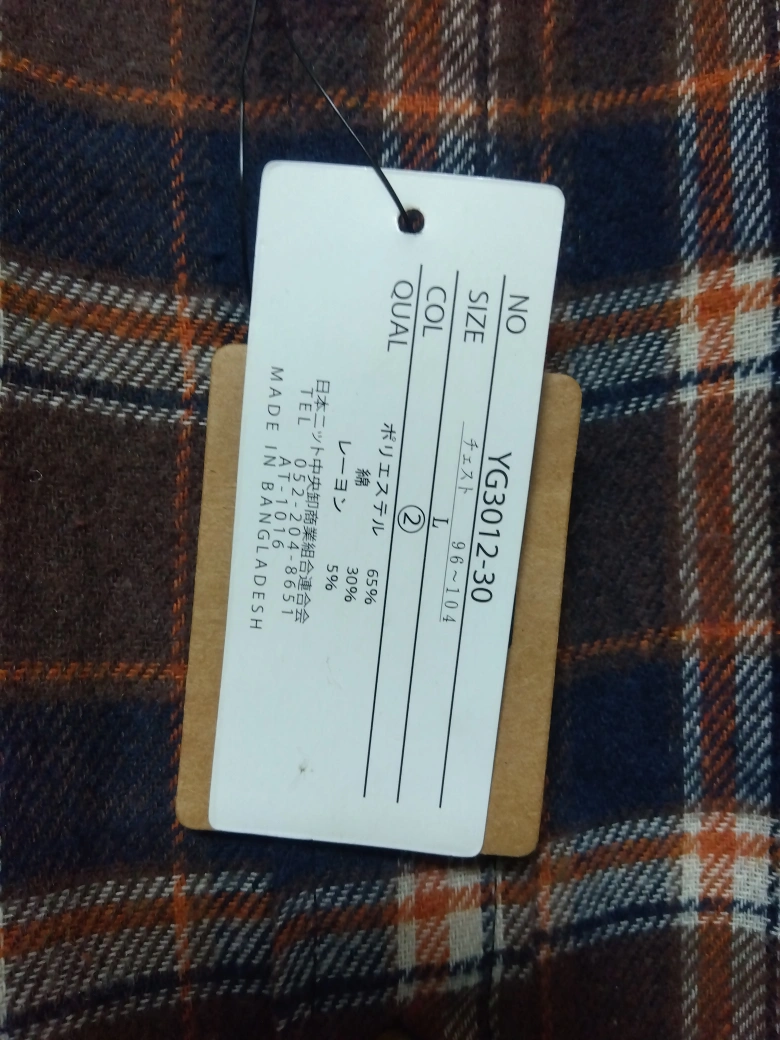 NO YG3012-30
SIZE チェスト 96~104
L
COL ②
QUAL
ポリエステル 65%
綿 30%
レーヨン 5%
日本ニット中央卸商業組合連合会
TEL 052-204-8651
AT-1016
MADE IN BANGLADESH